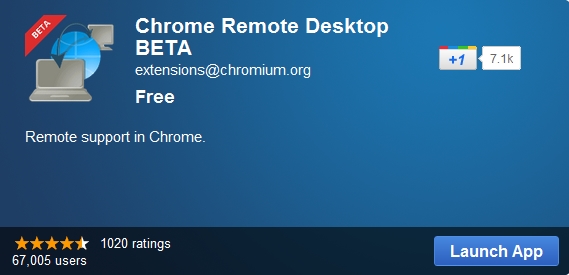 BETA
Chrome Remote Desktop
BETA
extensions@chromium.org
Free
+1
7.1k
Remote support in Chrome.
1020 ratings
67,005 users
Launch App